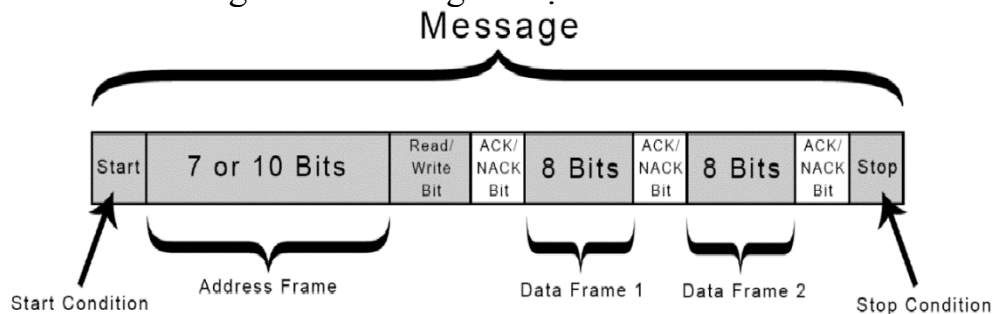 Message
Start
7 or 10 Bits
Read/
Write
Bit
ACK/
NACK
Bit
8 Bits
ACK/
NACK
Bit
8 Bits
ACK/
NACK
Bit
Stop
Start Condition
Address Frame
Data Frame 1
Data Frame 2
Stop Condition